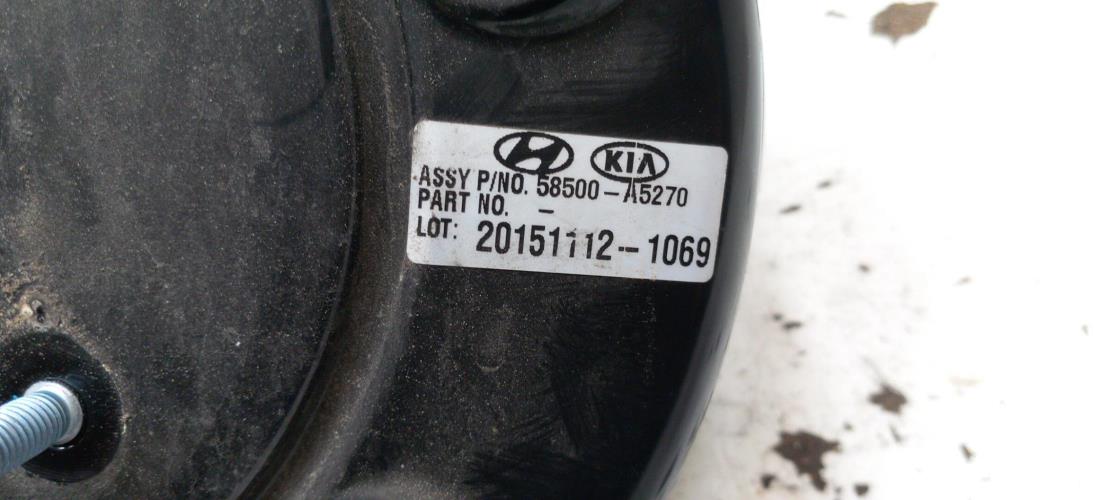 KIA
ASSY P/NO. 58500-A5270
PART NO. -
LOT: 20151112-1069